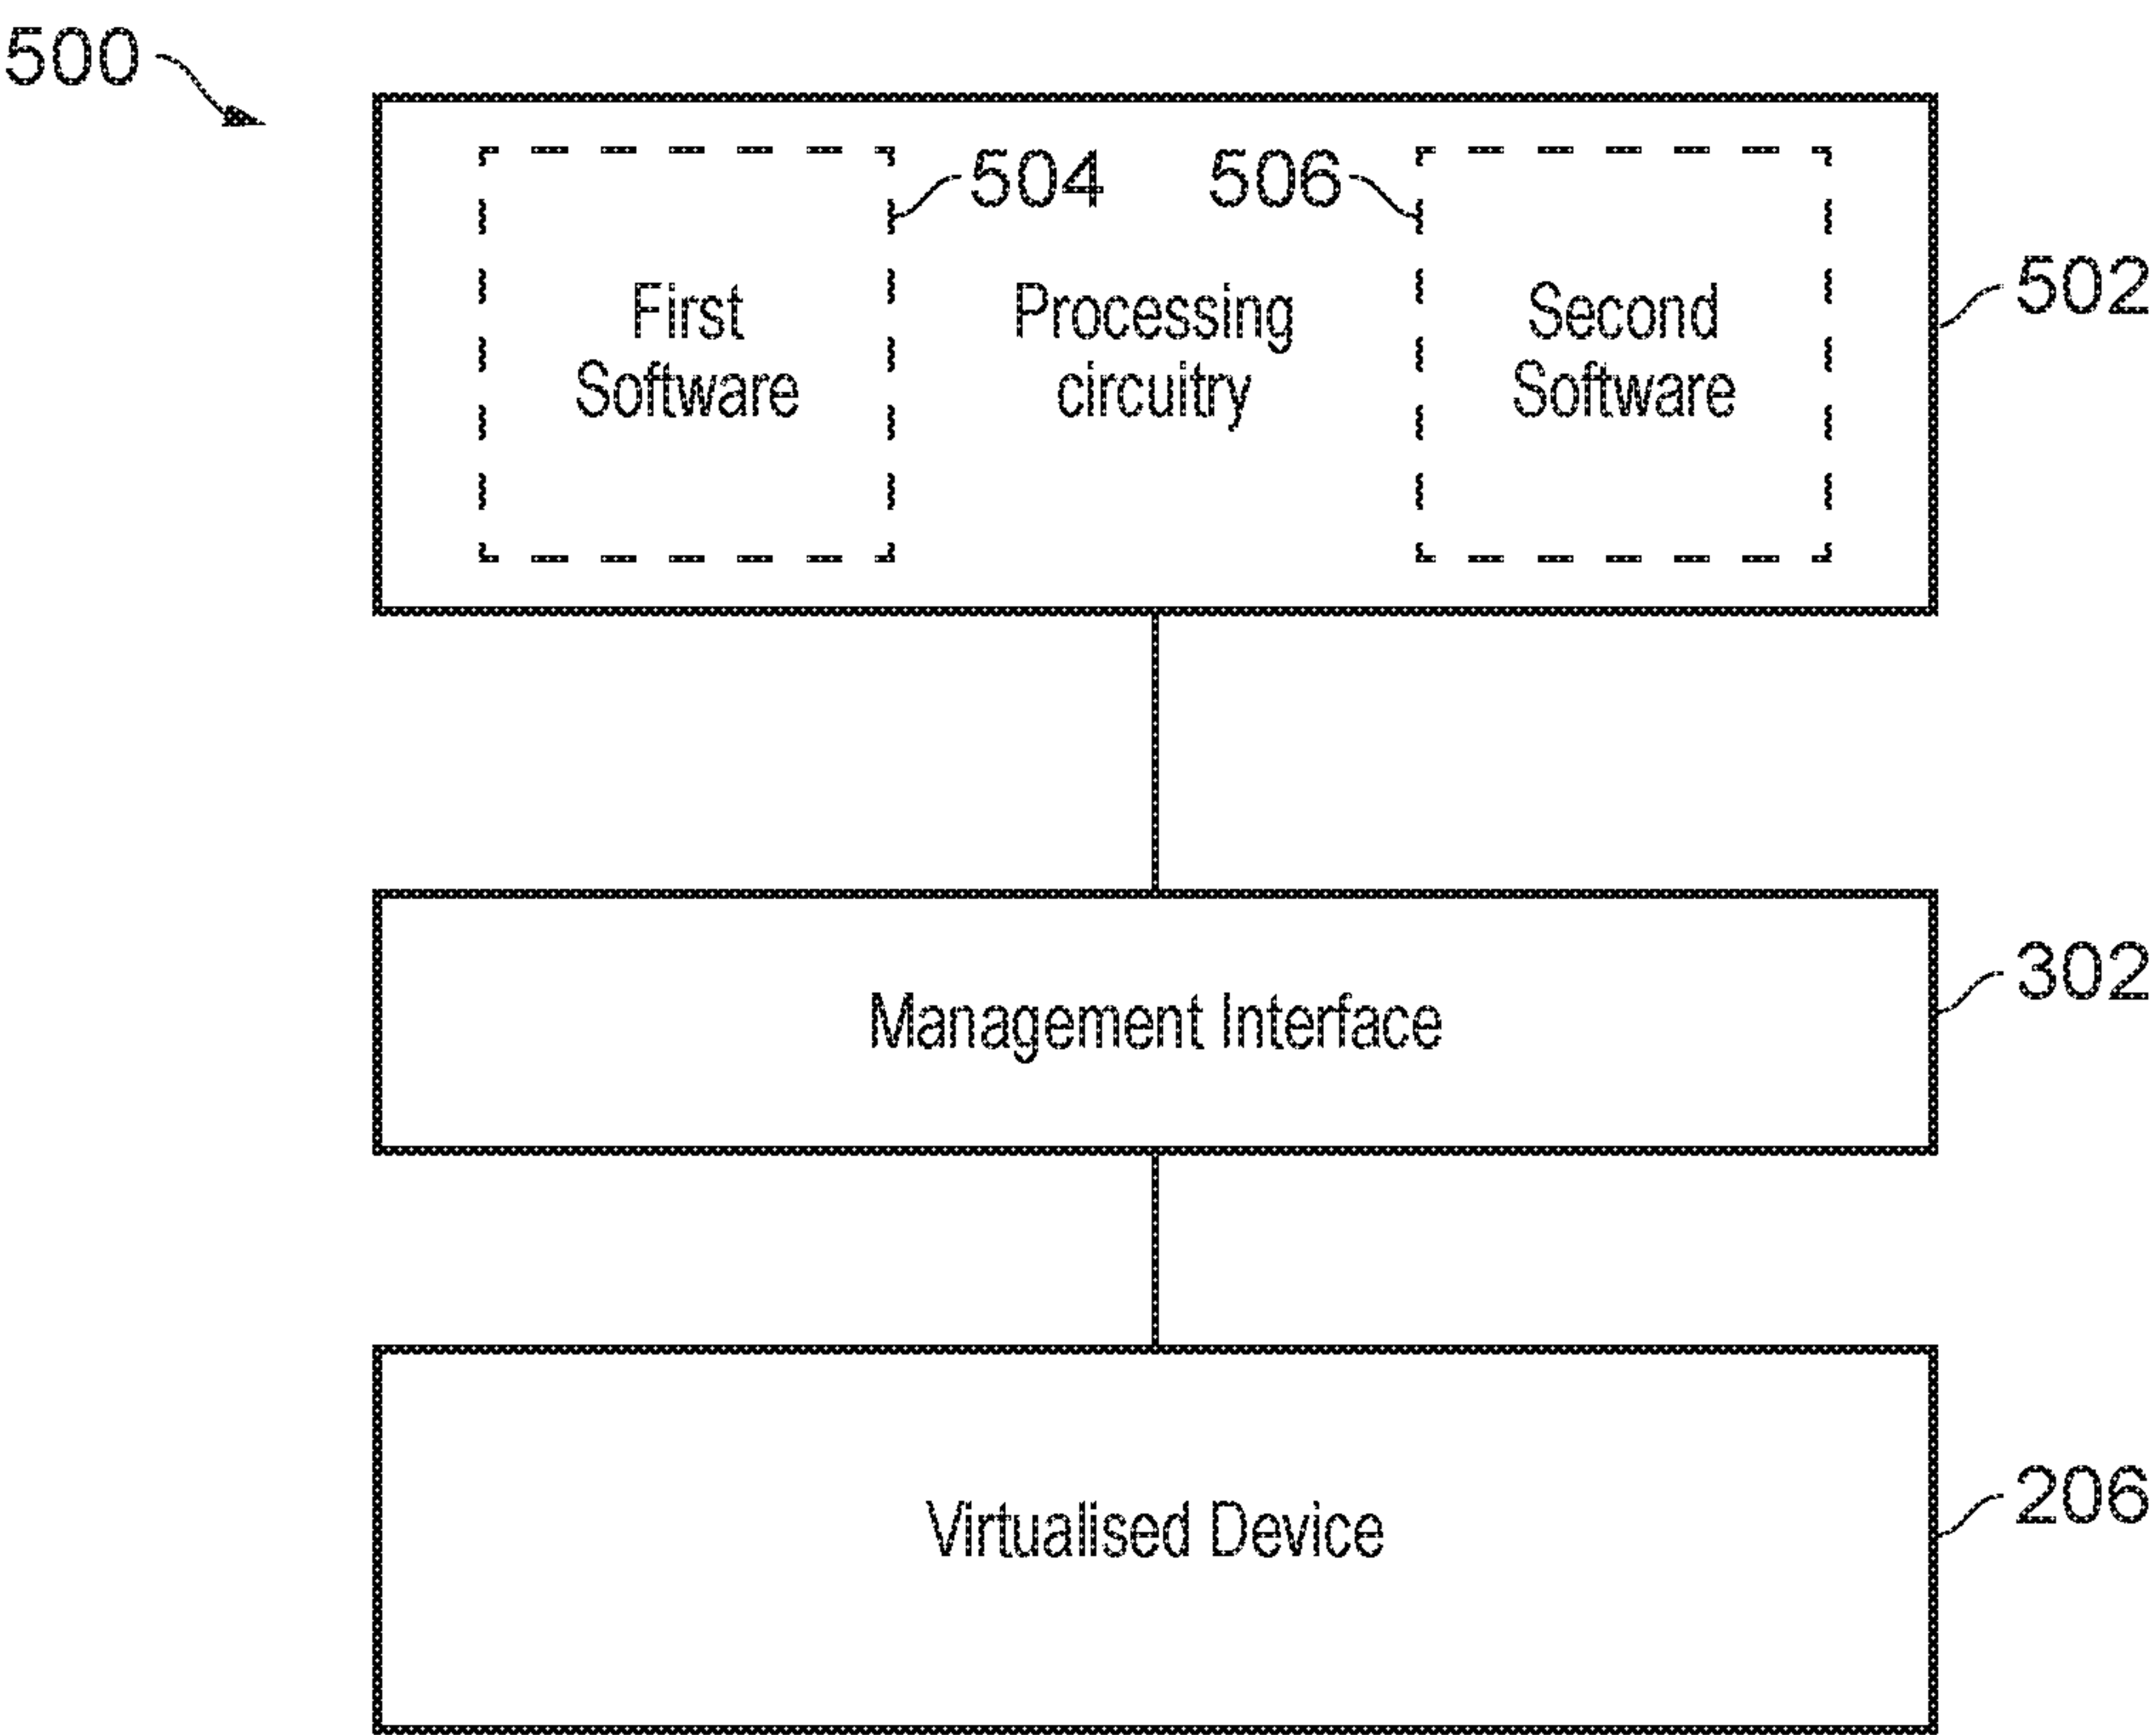 500
504
506
First
Software
Processing
circuitry
Second
Software
502
Management Interface
302
Virtualised Device
206